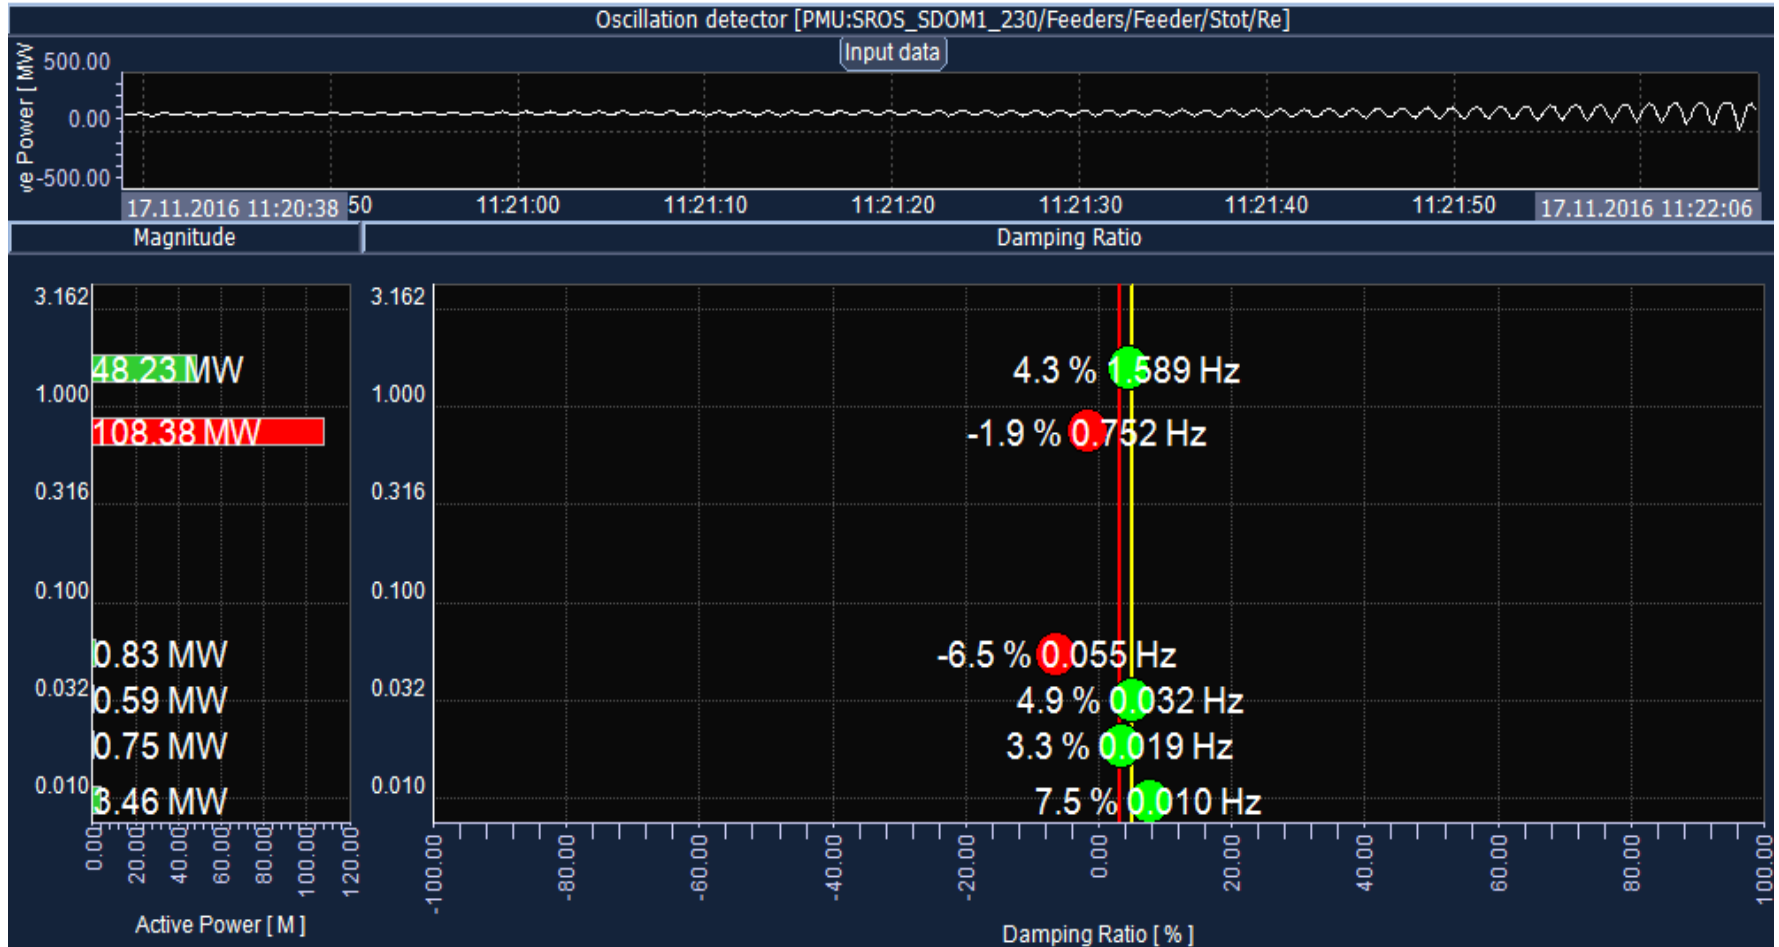 Oscillation detector [PMU:SROS_SDOM1_230/Feeders/Feeder/Stot/Re]
Input data
ve Power [ MW
500.00
0.00
-500.00
17.11.2016 11:20:38 50 11:21:00 11:21:10 11:21:20 11:21:30 11:21:40 11:21:50 17.11.2016 11:22:06
Magnitude
3.162
1.000
0.316
0.100
0.032
0.010
48.23 MW
108.38 MW
0.83 MW
0.59 MW
0.75 MW
3.46 MW
0.00 20.00 40.00 60.00 80.00 100.00 120.00
Active Power [ M ]
Damping Ratio
3.162
1.000
0.316
0.100
0.032
0.010
4.3 % 1.589 Hz
-1.9 % 0.752 Hz
-6.5 % 0.055 Hz
4.9 % 0.032 Hz
3.3 % 0.019 Hz
7.5 % 0.010 Hz
-100.00 -80.00 -60.00 -40.00 -20.00 0.00 20.00 40.00 60.00 80.00 100.00
Damping Ratio [ % ]